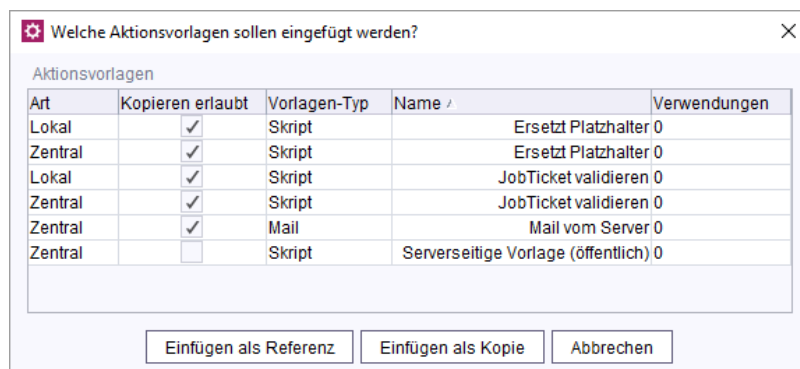 Welche Aktionsvorlagen sollen eingefügt werden?
Aktionsvorlagen
Art Kopieren erlaubt Vorlagen-Typ Name Verwendungen
Lokal Skript Ersetzt Platzhalter 0
Zentral Skript Ersetzt Platzhalter 0
Lokal Skript JobTicket validieren 0
Zentral Skript JobTicket validieren 0
Zentral Mail Mail vom Server 0
Zentral Skript Serverseitige Vorlage (öffentlich) 0
Einfügen als Referenz Einfügen als Kopie Abbrechen